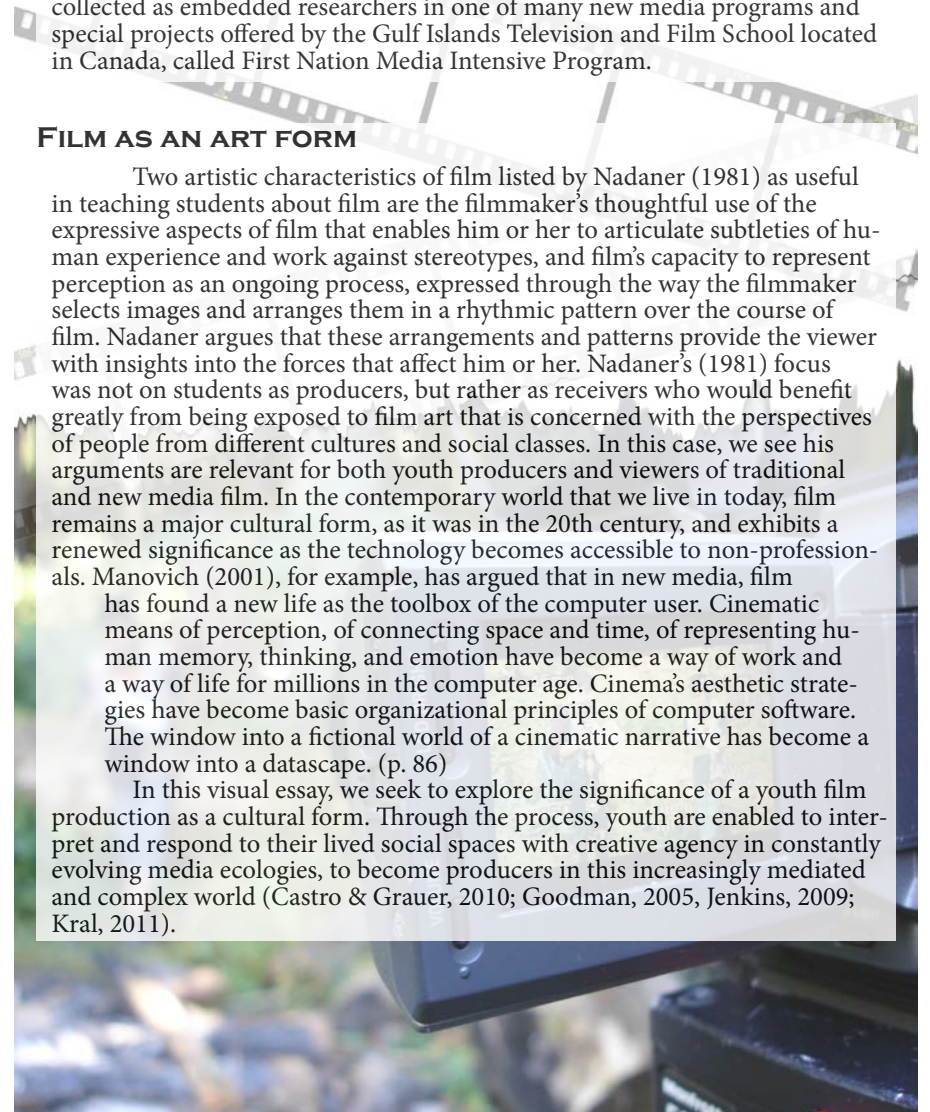 collected as embedded researchers in one of many new media programs and
special projects offered by the Gulf Islands Television and Film School located
in Canada, called First Nation Media Intensive Program.
FILM AS AN ART FORM
Two artistic characteristics of film listed by Nadaner (1981) as useful
in teaching students about film are the filmmaker's thoughtful use of the
expressive aspects of film that enables him or her to articulate subtleties of hu-
man experience and work against stereotypes, and film's capacity to represent
perception as an ongoing process, expressed through the way the filmmaker
selects images and arranges them in a rhythmic pattern over the course of
film. Nadaner argues that these arrangements and patterns provide the viewer
with insights into the forces that affect him or her. Nadaner's (1981) focus
was not on students as producers, but rather as receivers who would benefit
greatly from being exposed to film art that is concerned with the perspectives
of people from different cultures and social classes. In this case, we see his
arguments are relevant for both youth producers and viewers of traditional
and new media film. In the contemporary world that we live in today, film
remains a major cultural form, as it was in the 20th century, and exhibits a
renewed significance as the technology becomes accessible to non-profession-
als. Manovich (2001), for example, has argued that in new media, film
has found a new life as the toolbox of the computer user. Cinematic
means of perception, of connecting space and time, of representing hu-
man memory, thinking, and emotion have become a way of work and
a way of life for millions in the computer age. Cinema's aesthetic strate-
gies have become basic organizational principles of computer software.
The window into a fictional world of a cinematic narrative has become a
window into a datascape. (p. 86)
In this visual essay, we seek to explore the significance of a youth film
production as a cultural form. Through the process, youth are enabled to inter-
pret and respond to their lived social spaces with creative agency in constantly
evolving media ecologies, to become producers in this increasingly mediated
and complex world (Castro & Grauer, 2010; Goodman, 2005, Jenkins, 2009;
Kral, 2011).